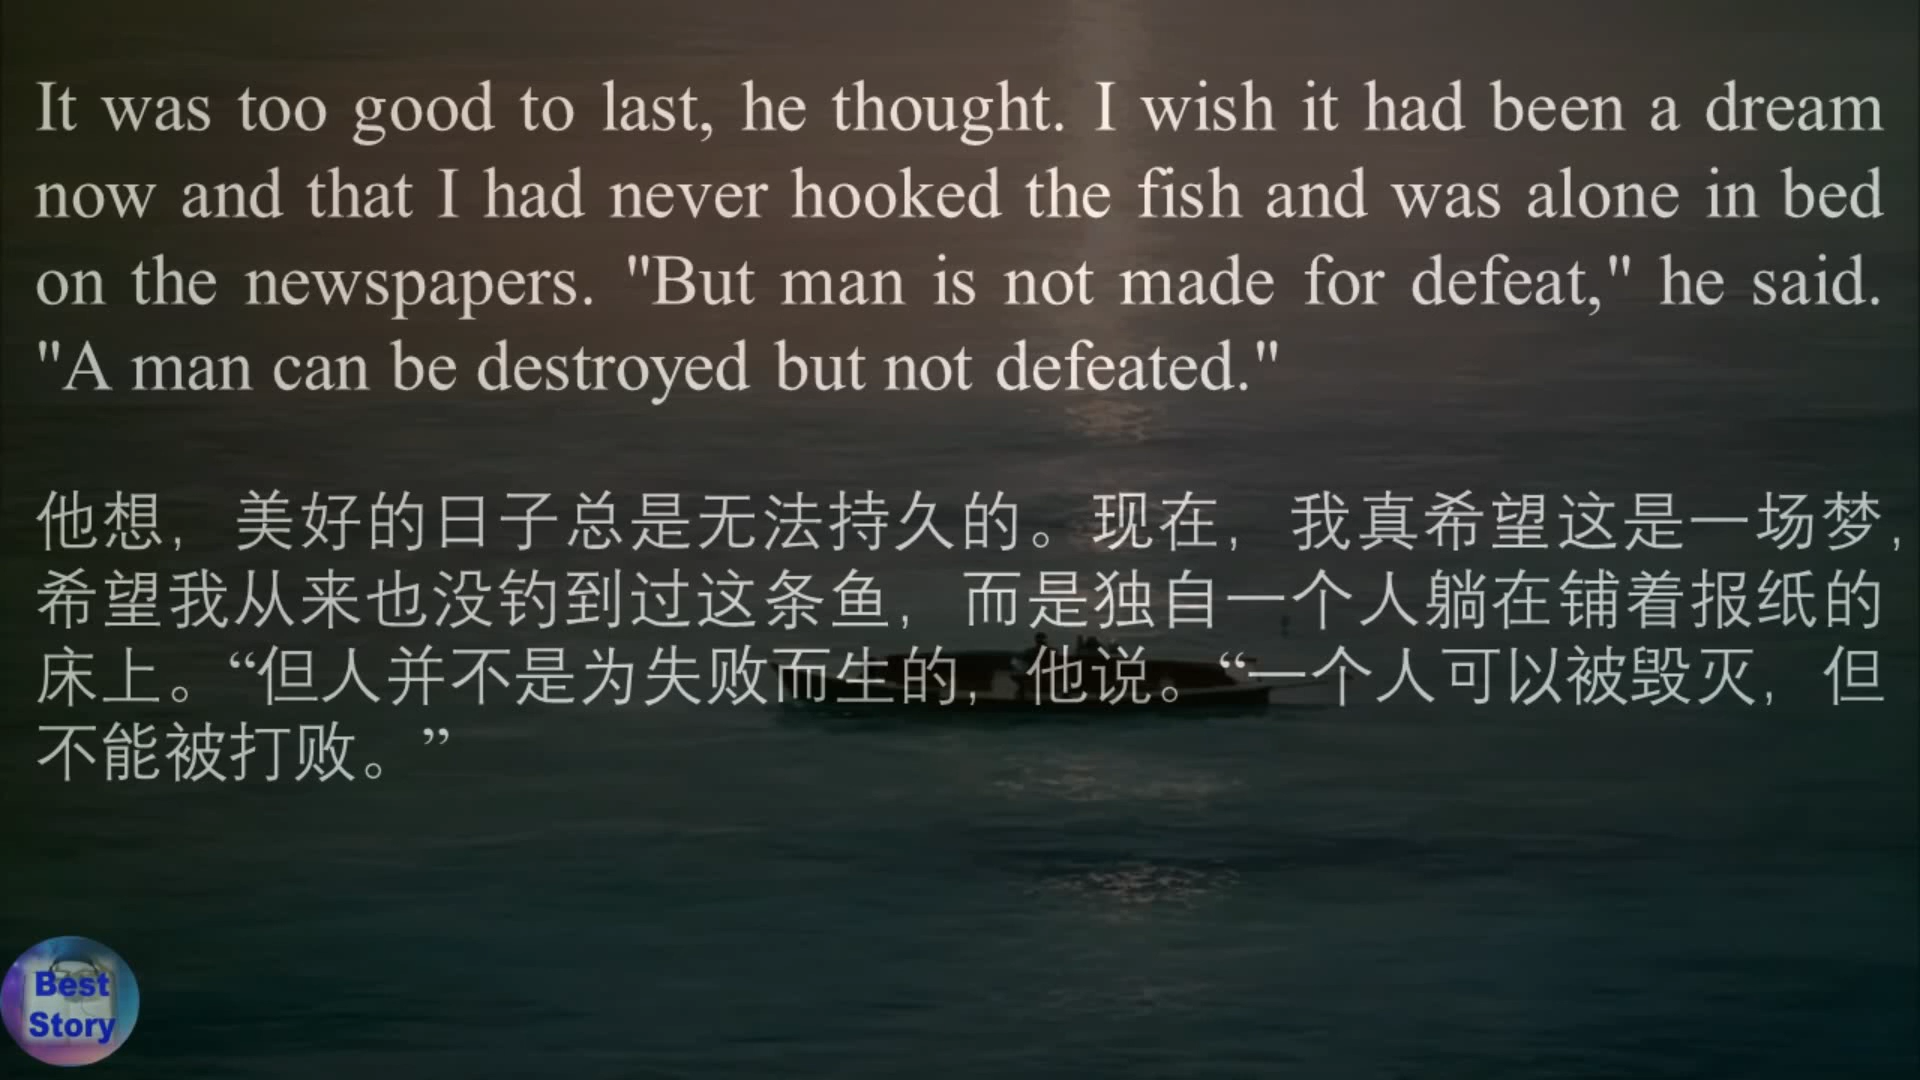 It was too good to last, he thought. I wish it had been a dream
now and that I had never hooked the fish and was alone in bed
on the newspapers. "But man is not made for defeat," he said.
"A man can be destroyed but not defeated."
他想，美好的日子总是无法持久的。现在，我真希望这是一场梦，
希望我从来也没钓到过这条鱼，而是独自一个人躺在铺着报纸的
床上。“但人并不是为失败而生的，他说。“一个人可以被毁灭，但
不能被打败。”
Best
Story